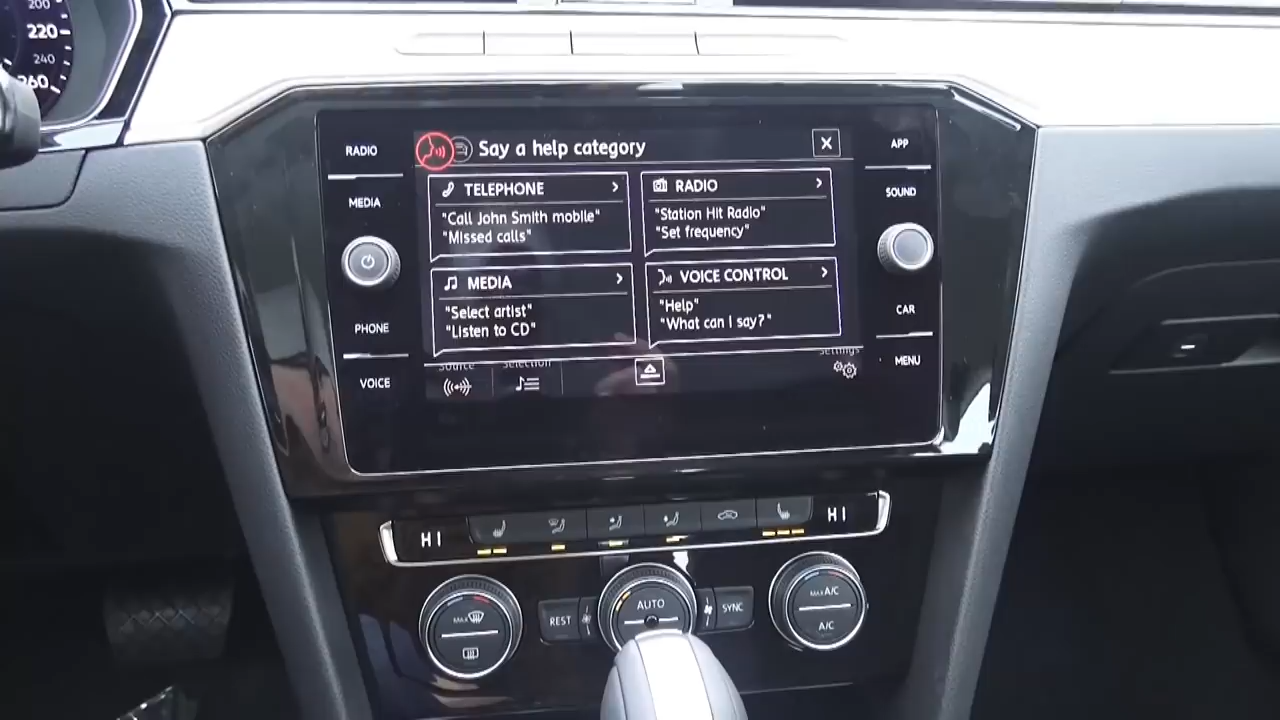 200
220
240
260
RADIO
MEDIA
PHONE
VOICE
Say a help category
X
TELEPHONE
"Call John Smith mobile"
"Missed calls"
RADIO
"Station Hit Radio"
"Set frequency"
MEDIA
"Select artist"
"Listen to CD"
VOICE CONTROL
"Help"
"What can I say?"
Source
Selection
Settings
APP
SOUND
CAR
MENU
HI
HI
MAX
REST
AUTO
SYNC
MAX A/C
A/C